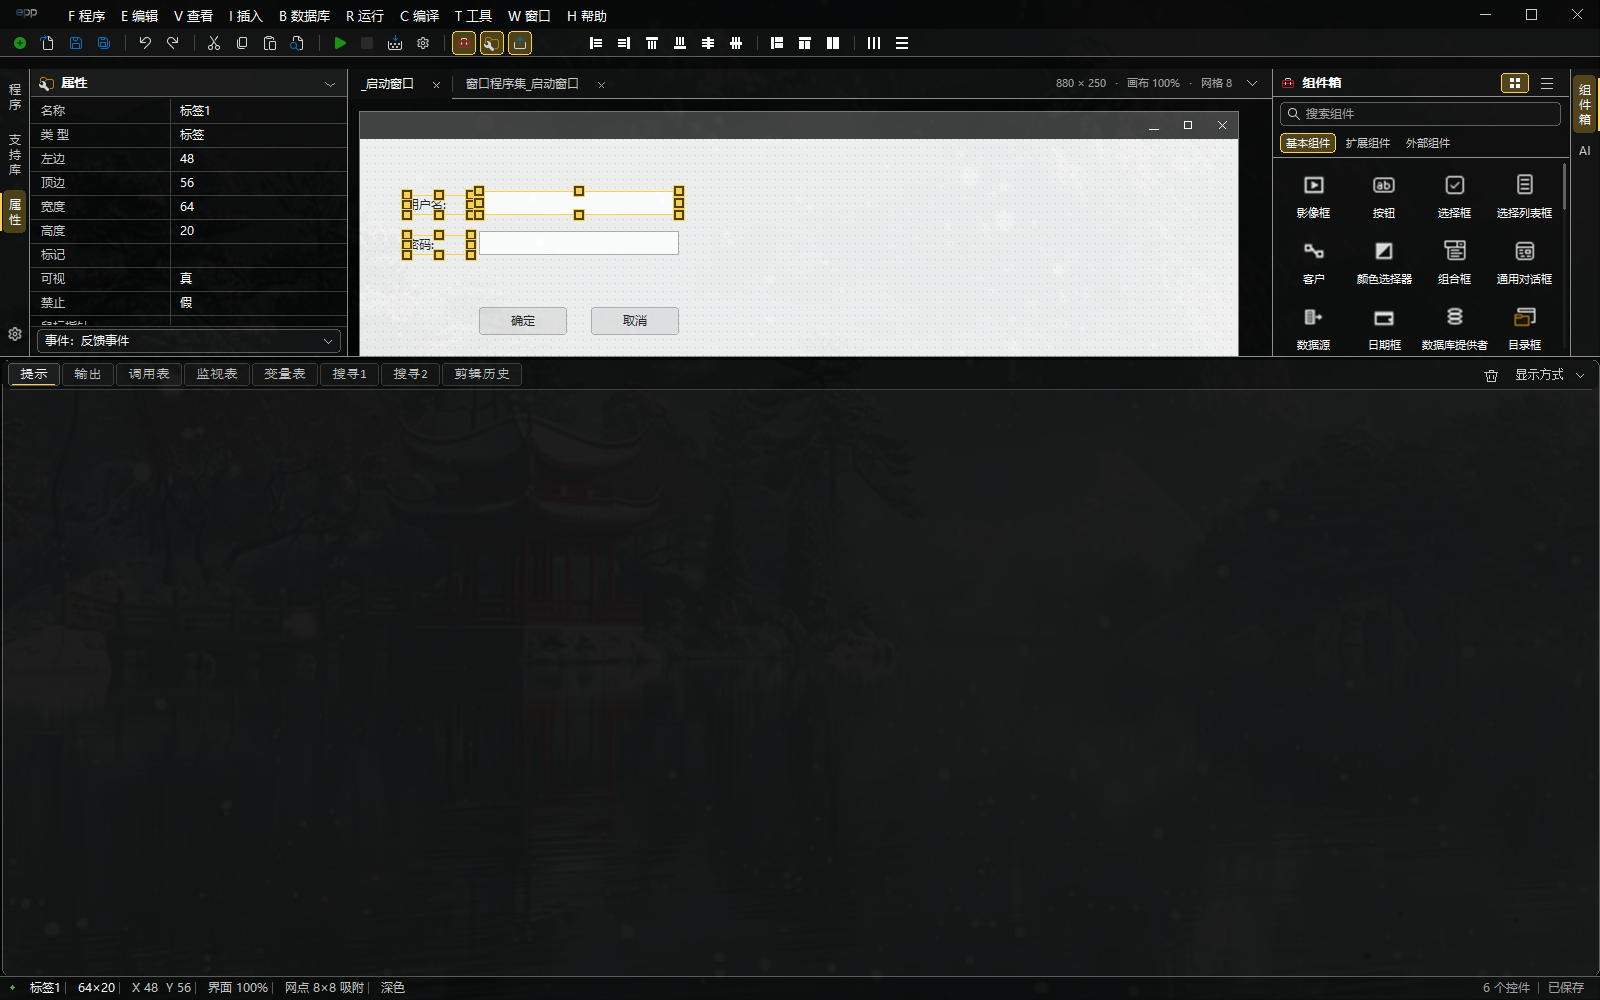 epp
F 程序 E 编辑 V 查看 I 插入 B 数据库 R 运行 C 编译 T 工具 W 窗口 H 帮助
程序
支持库
属性
属性
名称 标签1
类型 标签
左边 48
顶边 56
宽度 64
高度 20
标记
可视 真
禁止 假
事件：反馈事件
_启动窗口
窗口程序集_启动窗口
880 × 250 · 画布 100% · 网格 8
用户名:
密码:
确定
取消
组件箱
搜索组件
基本组件 扩展组件 外部组件
影像框 按钮 选择框 选择列表框
客户 颜色选择器 组合框 通用对话框
数据源 日期框 数据库提供者 目录框
组件箱
AI
提示 输出 调用表 监视表 变量表 搜寻1 搜寻2 剪辑历史
显示方式
标签1 | 64×20 | X 48 Y 56 | 界面 100% | 网点 8×8 吸附 | 深色
6 个控件 | 已保存